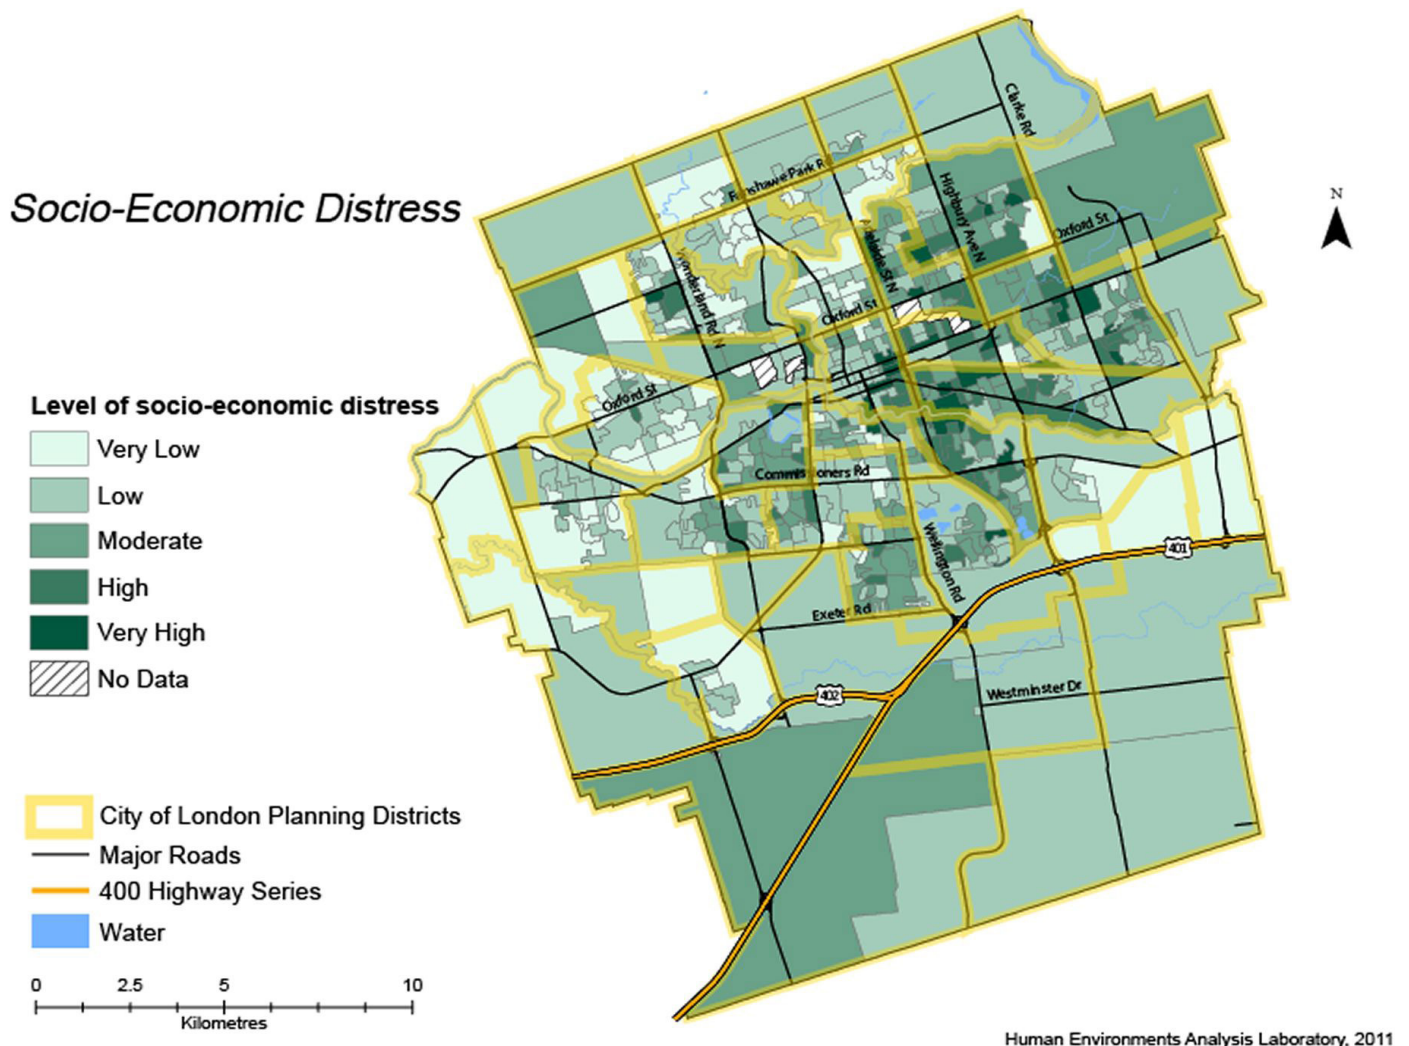 Socio-Economic Distress
N
Clarke Rd
Fanshawe Park Rd
Highbury Ave N
Oxford St
Adelaide St N
Wonderland Rd N
Oxford St
Oxford St
Commissioners Rd
Wellington Rd
401
Exeter Rd
402
Westminster Dr
Level of socio-economic distress
Very Low
Low
Moderate
High
Very High
No Data
City of London Planning Districts
Major Roads
400 Highway Series
Water
0 2.5 5 10
Kilometres
Human Environments Analysis Laboratory, 2011